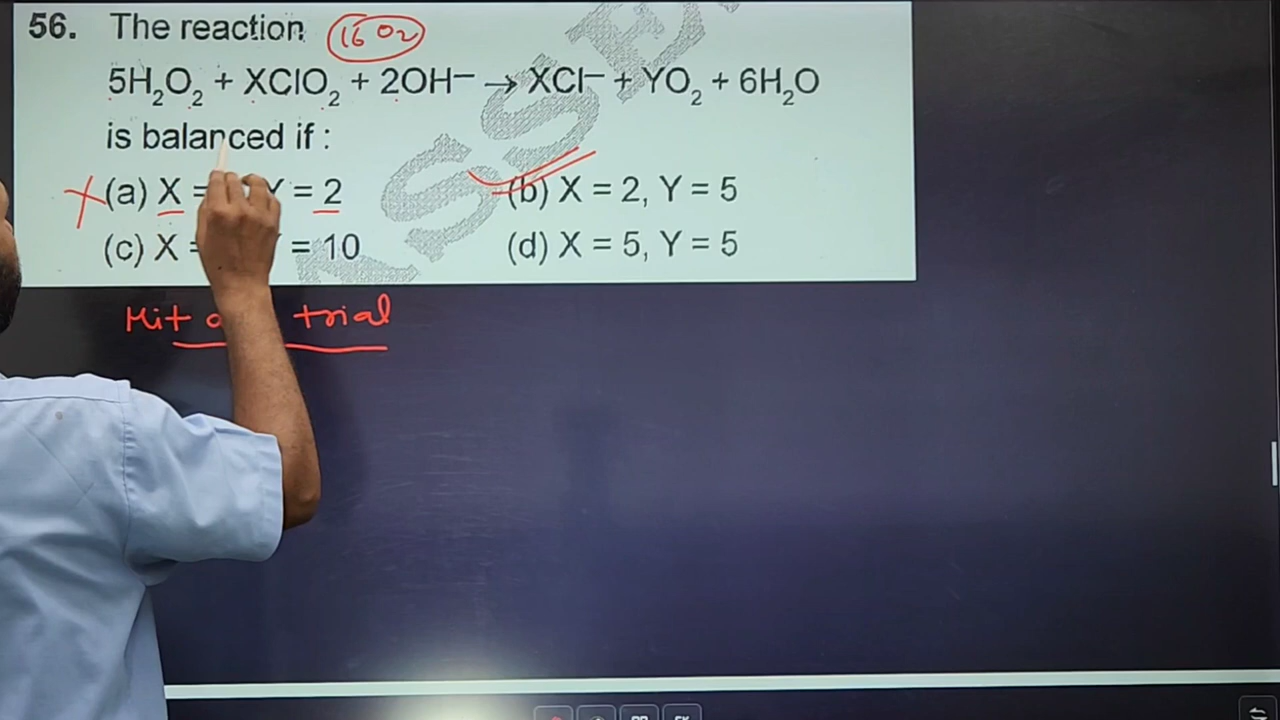 56. The reaction 16 O2
5H₂O₂ + XClO₂ + 2OH⁻ → XCl⁻ + YO₂ + 6H₂O
is balanced if :
(a) X = Y = 2 (b) X = 2, Y = 5
(c) X = Y = 10 (d) X = 5, Y = 5
Hit trial